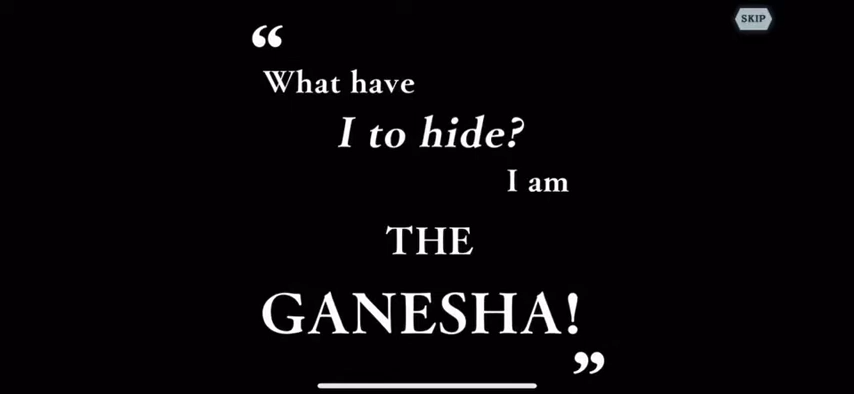 SKIP
“
What have
I to hide?
I am
THE
GANESHA!
”